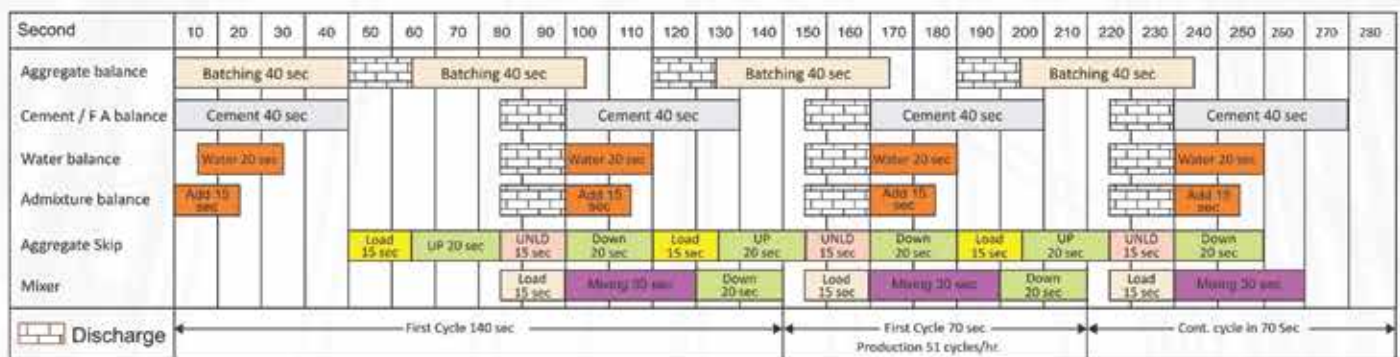 Second 10 20 30 40 50 60 70 80 90 100 110 120 130 140 150 160 170 180 190 200 210 220 230 240 250 260 270 280
Aggregate balance Batching 40 sec Batching 40 sec Batching 40 sec Batching 40 sec
Cement / F A balance Cement 40 sec Cement 40 sec Cement 40 sec Cement 40 sec
Water balance Water 20 sec Water 20 sec Water 20 sec Water 20 sec
Admixture balance Add 15 sec Add 15 sec Add 15 sec Add 15 sec
Aggregate Skip Load 15 sec UP 20 sec UNLD 15 sec Down 20 sec Load 15 sec UP 20 sec UNLD 15 sec Down 20 sec Load 15 sec UP 20 sec UNLD 15 sec Down 20 sec
Mixer Load 15 sec Mixing 30 sec Down 20 sec Load 15 sec Mixing 30 sec Down 20 sec Load 15 sec Mixing 30 sec
Discharge First Cycle 140 sec First Cycle 70 sec Cont. cycle in 70 Sec
Production 51 cycles/hr.